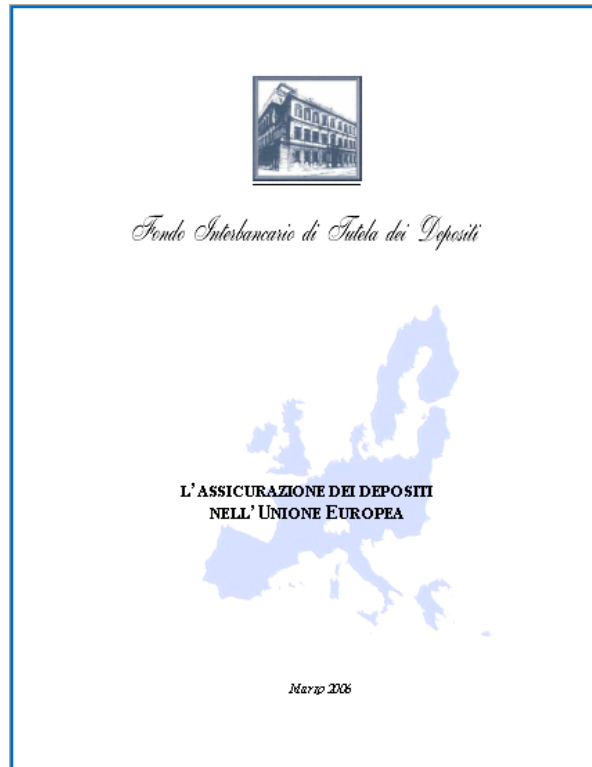 Fondo Interbancario di Tutela dei Depositi
L'ASSICURAZIONE DEI DEPOSITI
NELL'UNIONE EUROPEA
Marzo 2006